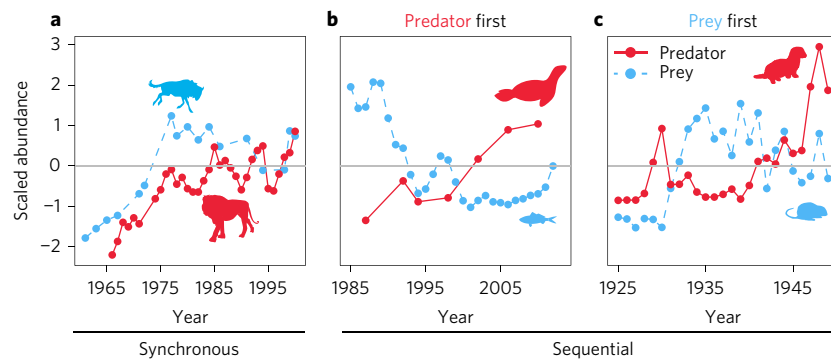 a
b
Predator first
c
Prey first
3
2
1
0
−1
−2
Scaled abundance
Predator
Prey
1965 1975 1985 1995
1985 1995 2005
1925 1935 1945
Year
Year
Year
Synchronous
Sequential